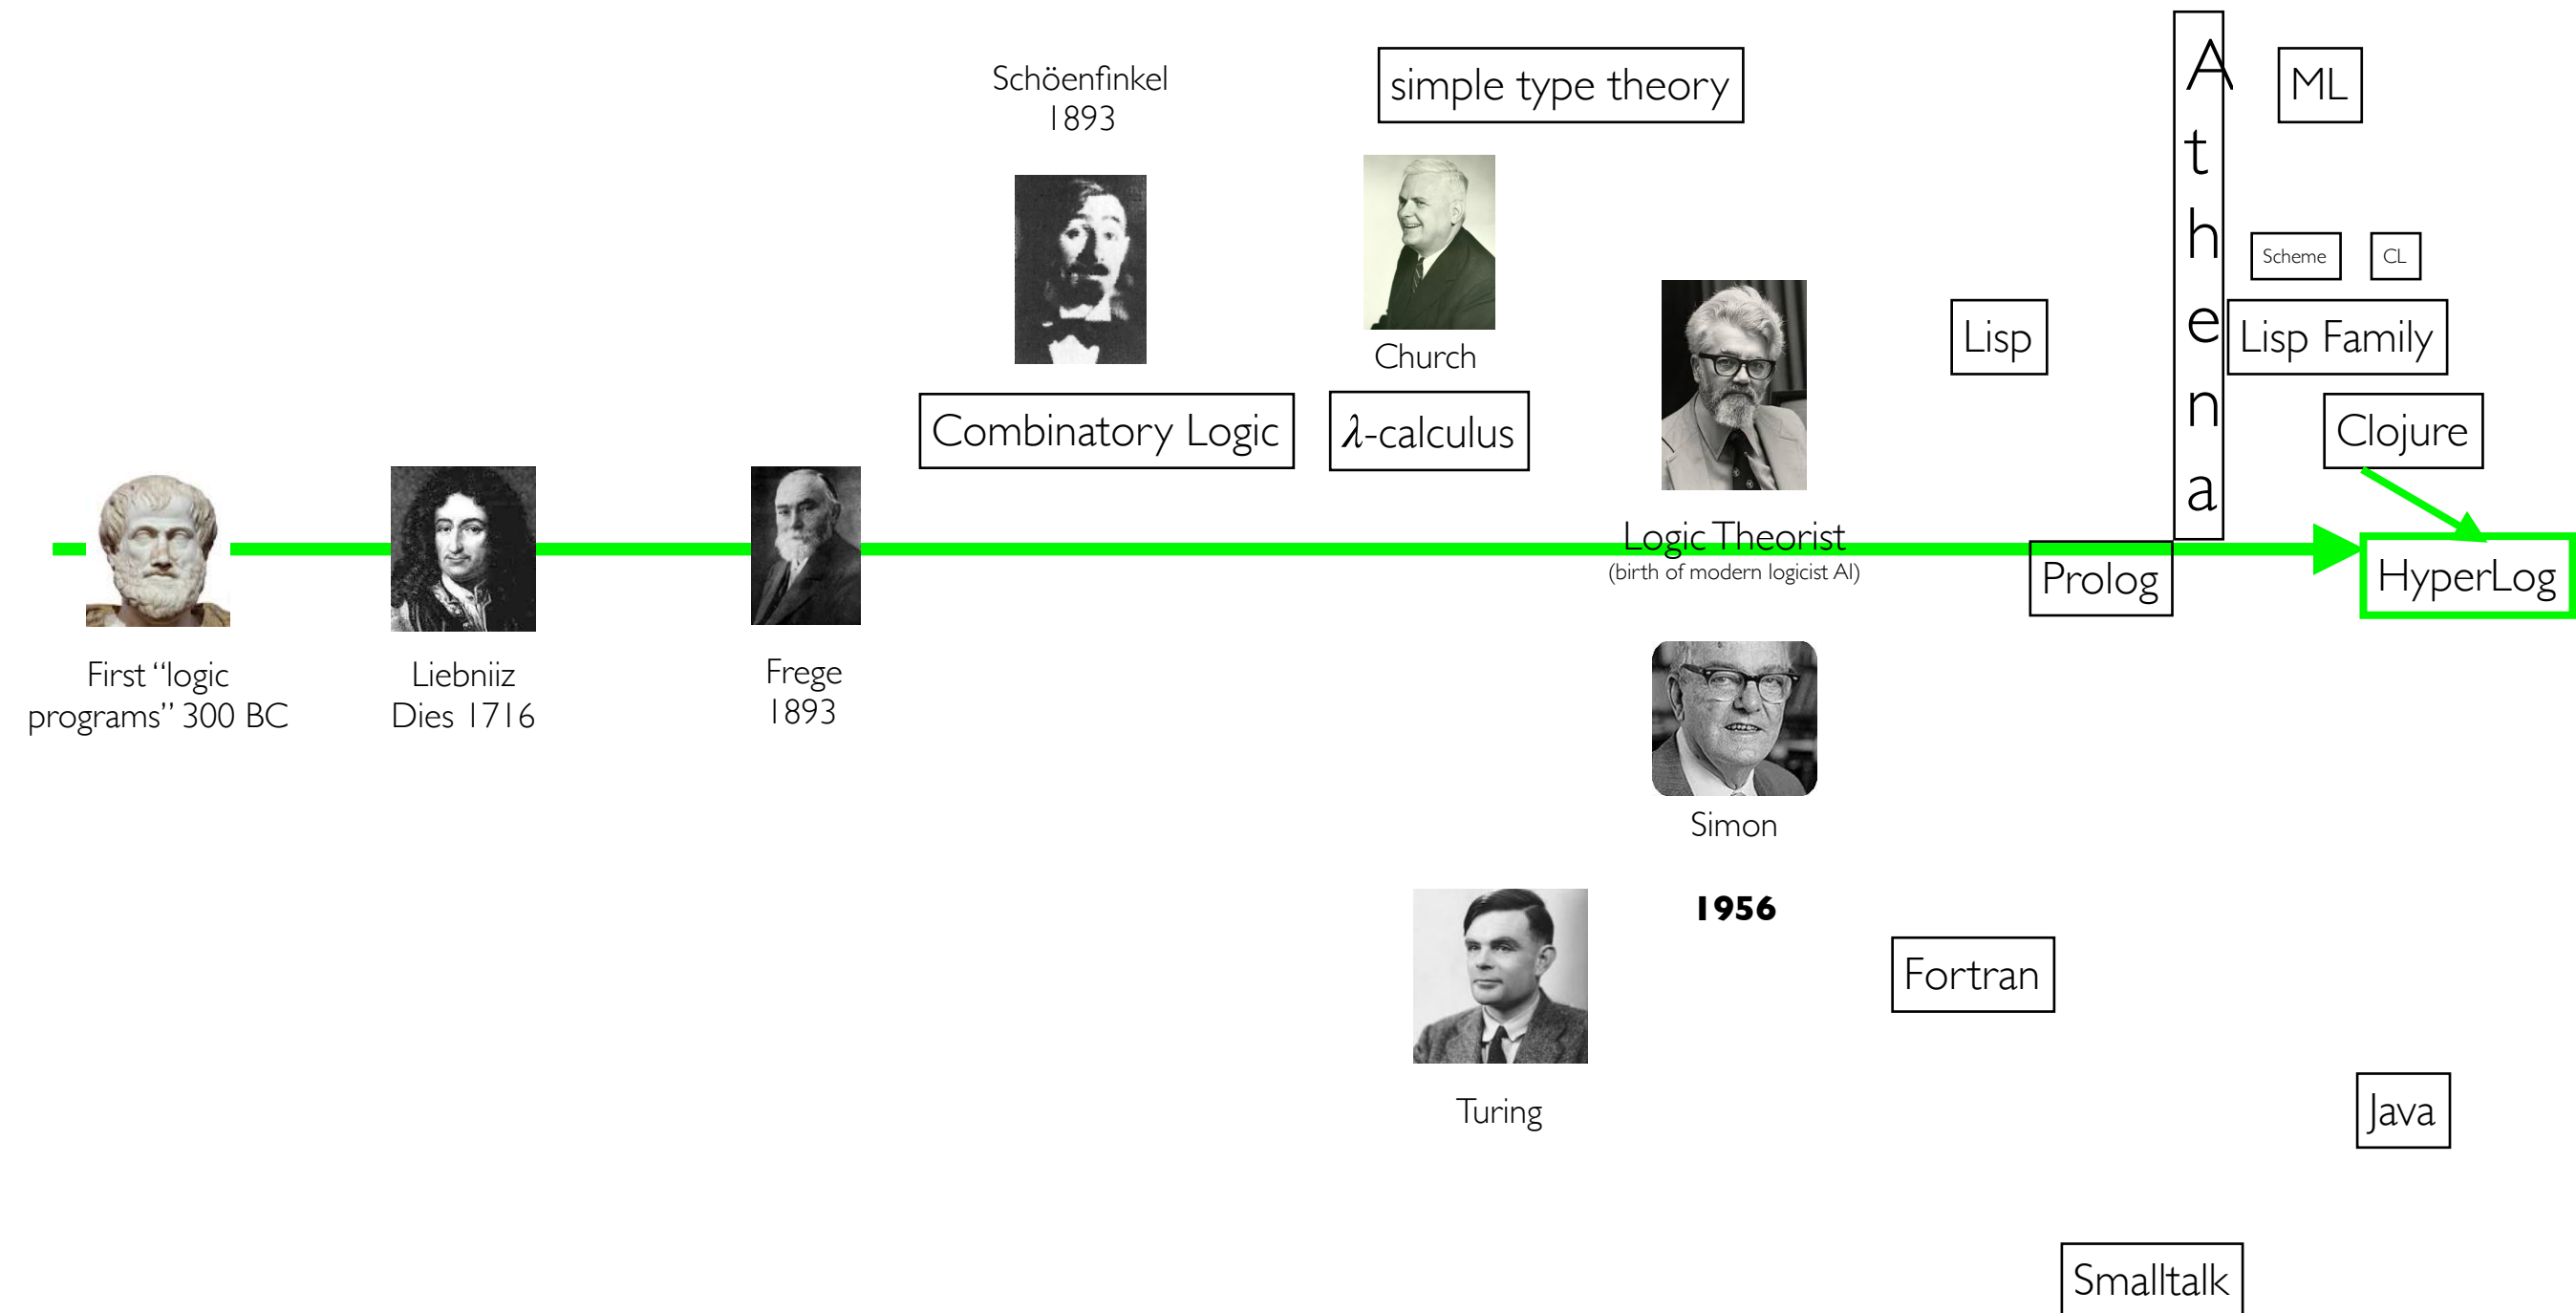 Schöenfinkel
1893
simple type theory
Athena
ML
Scheme
CL
Lisp
Lisp Family
Church
Combinatory Logic
λ-calculus
Clojure
Logic Theorist
(birth of modern logicist AI)
Prolog
HyperLog
First “logic
programs” 300 BC
Liebniiz
Dies 1716
Frege
1893
Simon
1956
Fortran
Turing
Java
Smalltalk